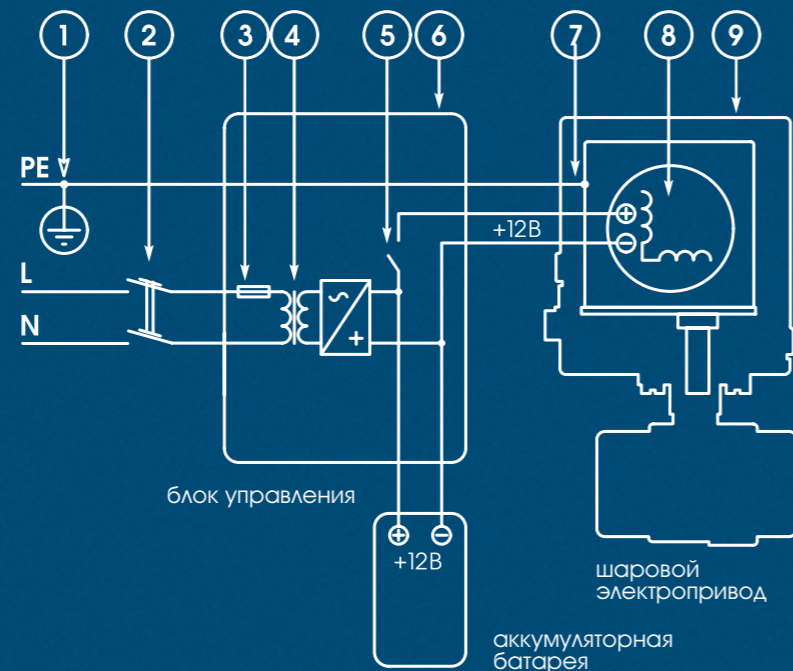 1 2 3 4 5 6 7 8 9
PE
+12В
L
N
блок управления
+12В
шаровой
электропривод
аккумуляторная
батарея